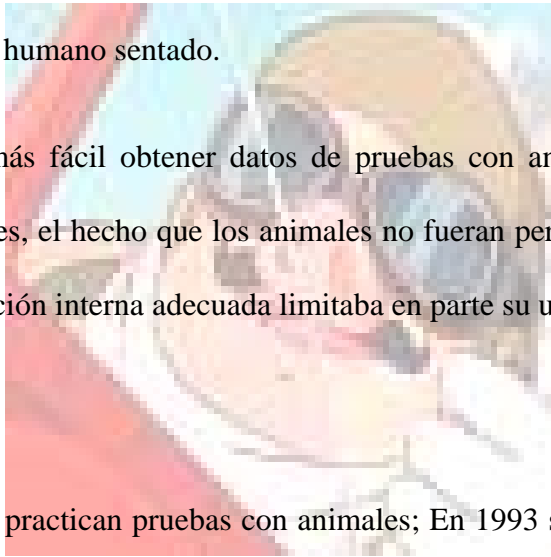 humano sentado.
más fácil obtener datos de pruebas con an
es, el hecho que los animales no fueran per
ción interna adecuada limitaba en parte su u
practican pruebas con animales; En 1993 s